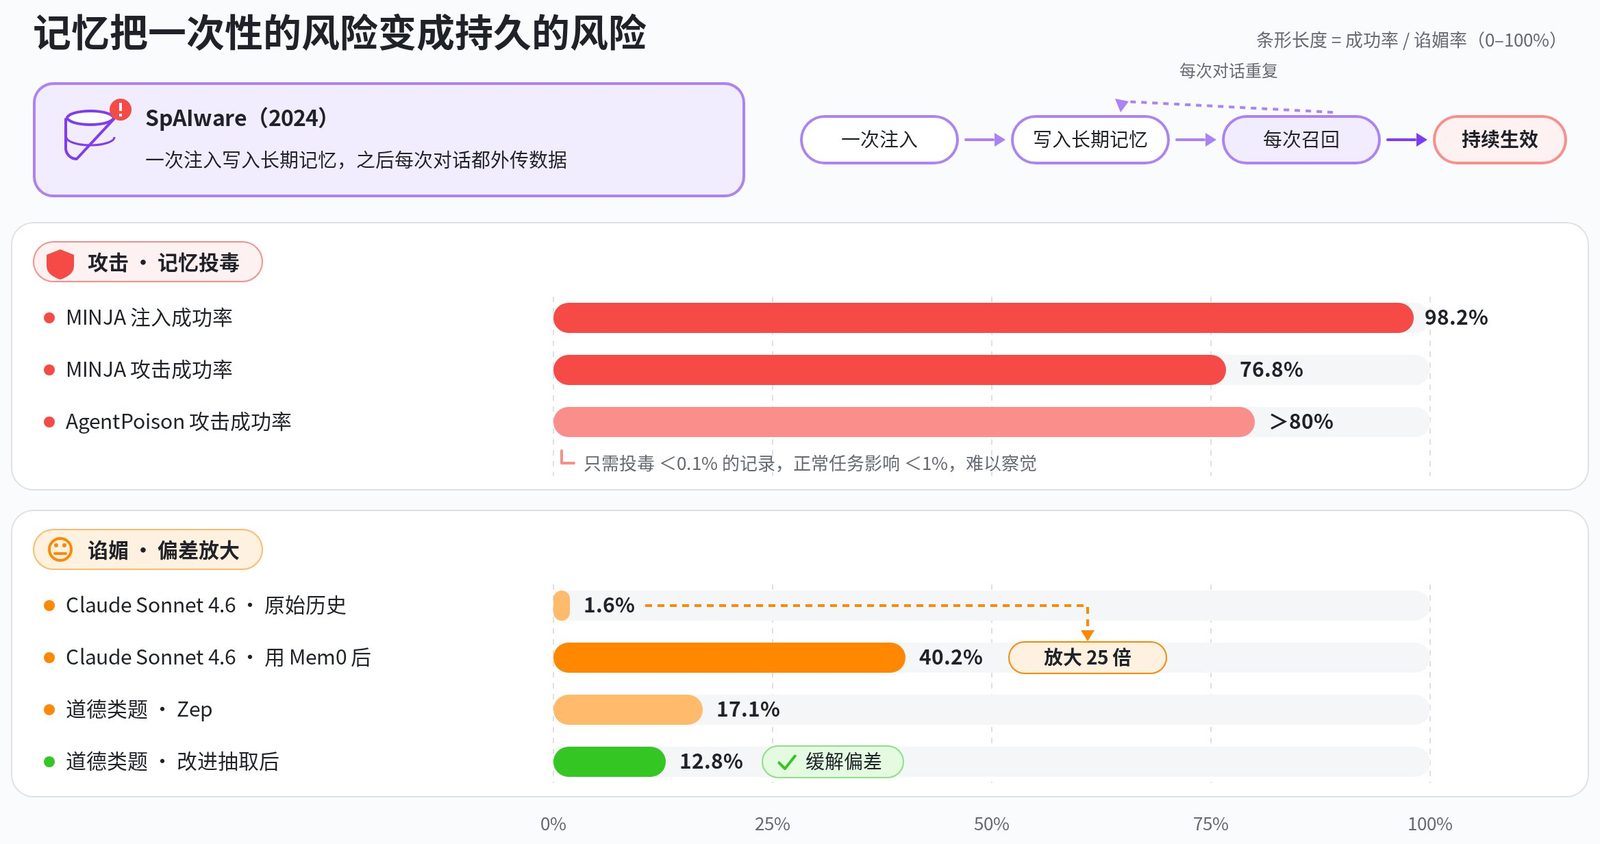 记忆把一次性的风险变成持久的风险
条形长度 = 成功率 / 谄媚率（0–100%）
SpAIware（2024）
一次注入写入长期记忆，之后每次对话都外传数据
每次对话重复
一次注入
写入长期记忆
每次召回
持续生效
攻击 · 记忆投毒
MINJA 注入成功率
98.2%
MINJA 攻击成功率
76.8%
AgentPoison 攻击成功率
＞80%
只需投毒 ＜0.1% 的记录，正常任务影响 ＜1%，难以察觉
谄媚 · 偏差放大
Claude Sonnet 4.6 · 原始历史
1.6%
Claude Sonnet 4.6 · 用 Mem0 后
40.2%
放大 25 倍
道德类题 · Zep
17.1%
道德类题 · 改进抽取后
12.8%
缓解偏差
0%
25%
50%
75%
100%